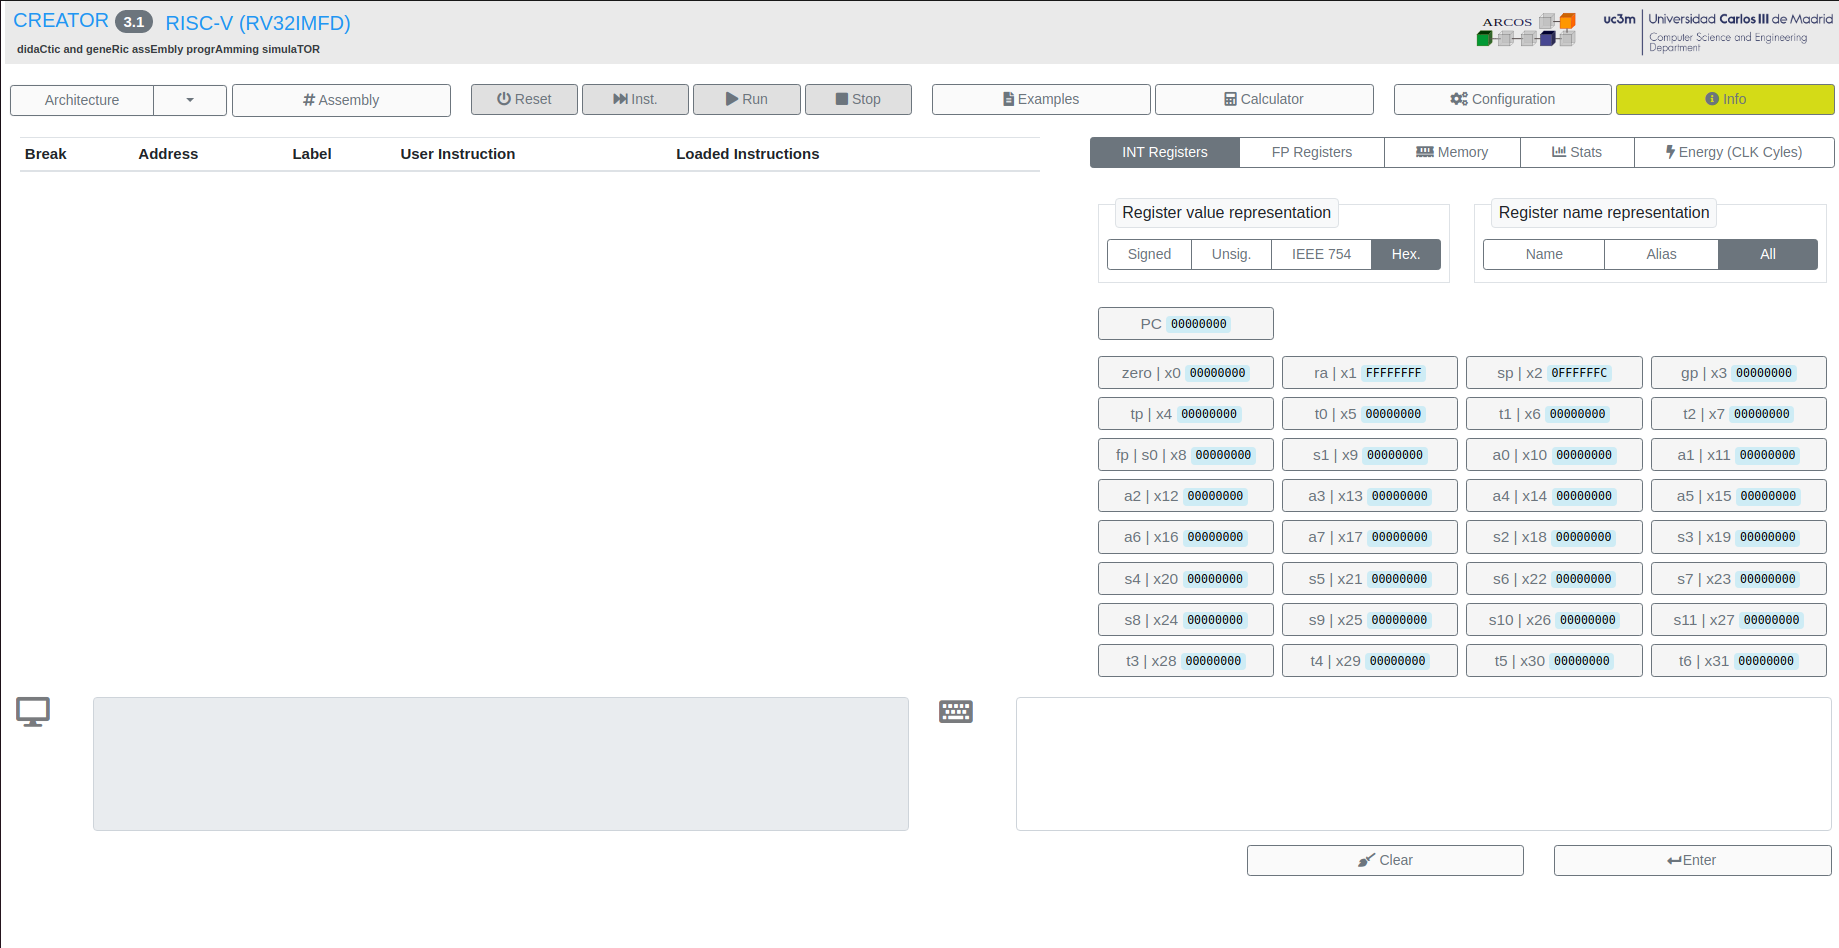 CREATOR 3.1 RISC-V (RV32IMFD)
didaCtic and geneRic assEmbly progrAmming simulaTOR
ARCOS
uc3m Universidad Carlos III de Madrid
Computer Science and Engineering
Department
Architecture # Assembly Reset Inst. Run Stop Examples Calculator Configuration Info
Break Address Label User Instruction Loaded Instructions
INT Registers FP Registers Memory Stats Energy (CLK Cyles)
Register value representation Register name representation
Signed Unsig. IEEE 754 Hex. Name Alias All
PC 00000000
zero | x0 00000000 ra | x1 FFFFFFFF sp | x2 0FFFFFFC gp | x3 00000000
tp | x4 00000000 t0 | x5 00000000 t1 | x6 00000000 t2 | x7 00000000
fp | s0 | x8 00000000 s1 | x9 00000000 a0 | x10 00000000 a1 | x11 00000000
a2 | x12 00000000 a3 | x13 00000000 a4 | x14 00000000 a5 | x15 00000000
a6 | x16 00000000 a7 | x17 00000000 s2 | x18 00000000 s3 | x19 00000000
s4 | x20 00000000 s5 | x21 00000000 s6 | x22 00000000 s7 | x23 00000000
s8 | x24 00000000 s9 | x25 00000000 s10 | x26 00000000 s11 | x27 00000000
t3 | x28 00000000 t4 | x29 00000000 t5 | x30 00000000 t6 | x31 00000000
Clear Enter